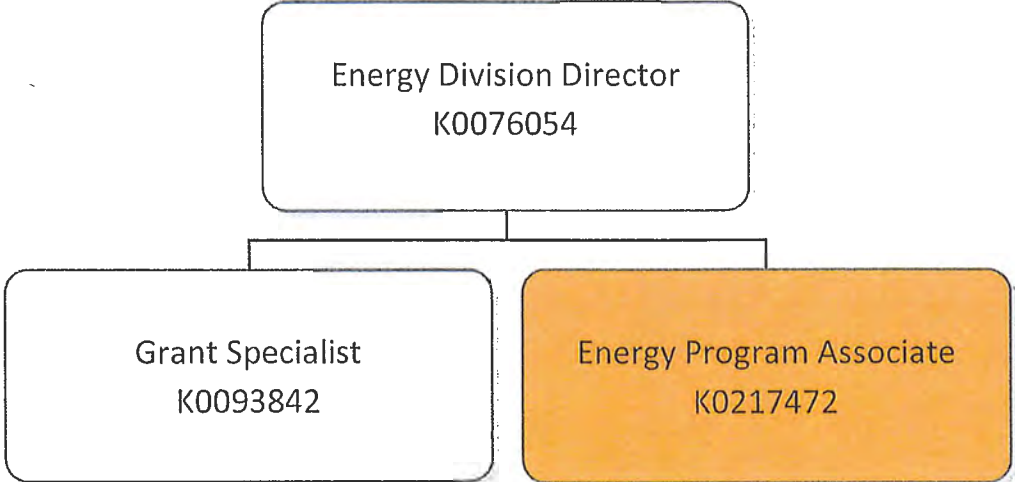 Energy Division Director
K0076054
Grant Specialist
K0093842
Energy Program Associate
K0217472